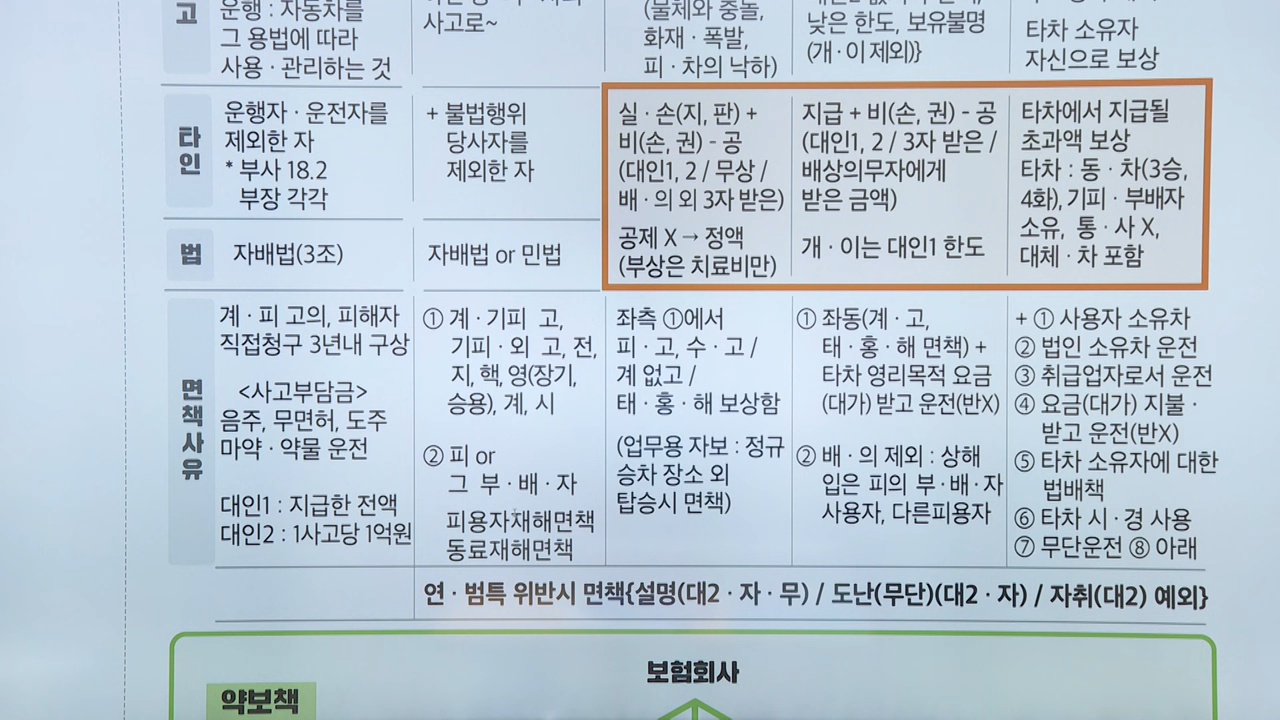 고
운행 : 자동차를
그 용법에 따라
사용 · 관리하는 것
사고로~
(물체와 충돌,
화재 · 폭발,
피 · 차의 낙하)
낮은 한도, 보유불명
(개 · 이 제외)}
타차 소유자
자신으로 보상
타인
운행자 · 운전자를
제외한 자
* 부사 18.2
부장 각각
+ 불법행위
당사자를
제외한 자
실 · 손(지, 판) +
비(손, 권) - 공
(대인1, 2 / 무상 /
배 · 의 외 3자 받은)
공제 X → 정액
(부상은 치료비만)
지급 + 비(손, 권) - 공
(대인1, 2 / 3자 받은 /
배상의무자에게
받은 금액)
개 · 이는 대인1 한도
타차에서 지급될
초과액 보상
타차 : 동 · 차(3승,
4화), 기피 · 부배자
소유, 통 · 사 X,
대체 · 차 포함
법
자배법(3조)
자배법 or 민법
면책사유
계 · 피 고의, 피해자
직접청구 3년내 구상
<사고부담금>
음주, 무면허, 도주
마약 · 약물 운전
대인1 : 지급한 전액
대인2 : 1사고당 1억원
① 계 · 기피 고,
기피 · 외 고, 전,
지, 핵, 영(장기,
승용), 계, 시
② 피 or
그 부 · 배 · 자
피용자재해면책
동료재해면책
좌측 ①에서
피 · 고, 수 · 고 /
계 없고 /
태 · 홍 · 해 보상함
(업무용 자보 : 정규
승차 장소 외
탑승시 면책)
① 좌동(계 · 고,
태 · 홍 · 해 면책) +
타차 영리목적 요금
(대가) 받고 운전(반X)
② 배 · 의 제외 : 상해
입은 피의 부 · 배 · 자
사용자, 다른피용자
+ ① 사용자 소유차
② 법인 소유차 운전
③ 취급업자로서 운전
④ 요금(대가) 지불 ·
받고 운전(반X)
⑤ 타차 소유자에 대한
법배책
⑥ 타차 시 · 경 사용
⑦ 무단운전 ⑧ 아래
연 · 범특 위반시 면책{설명(대2 · 자 · 무) / 도난(무단)(대2 · 자) / 자취(대2) 예외}
보험회사
약보책